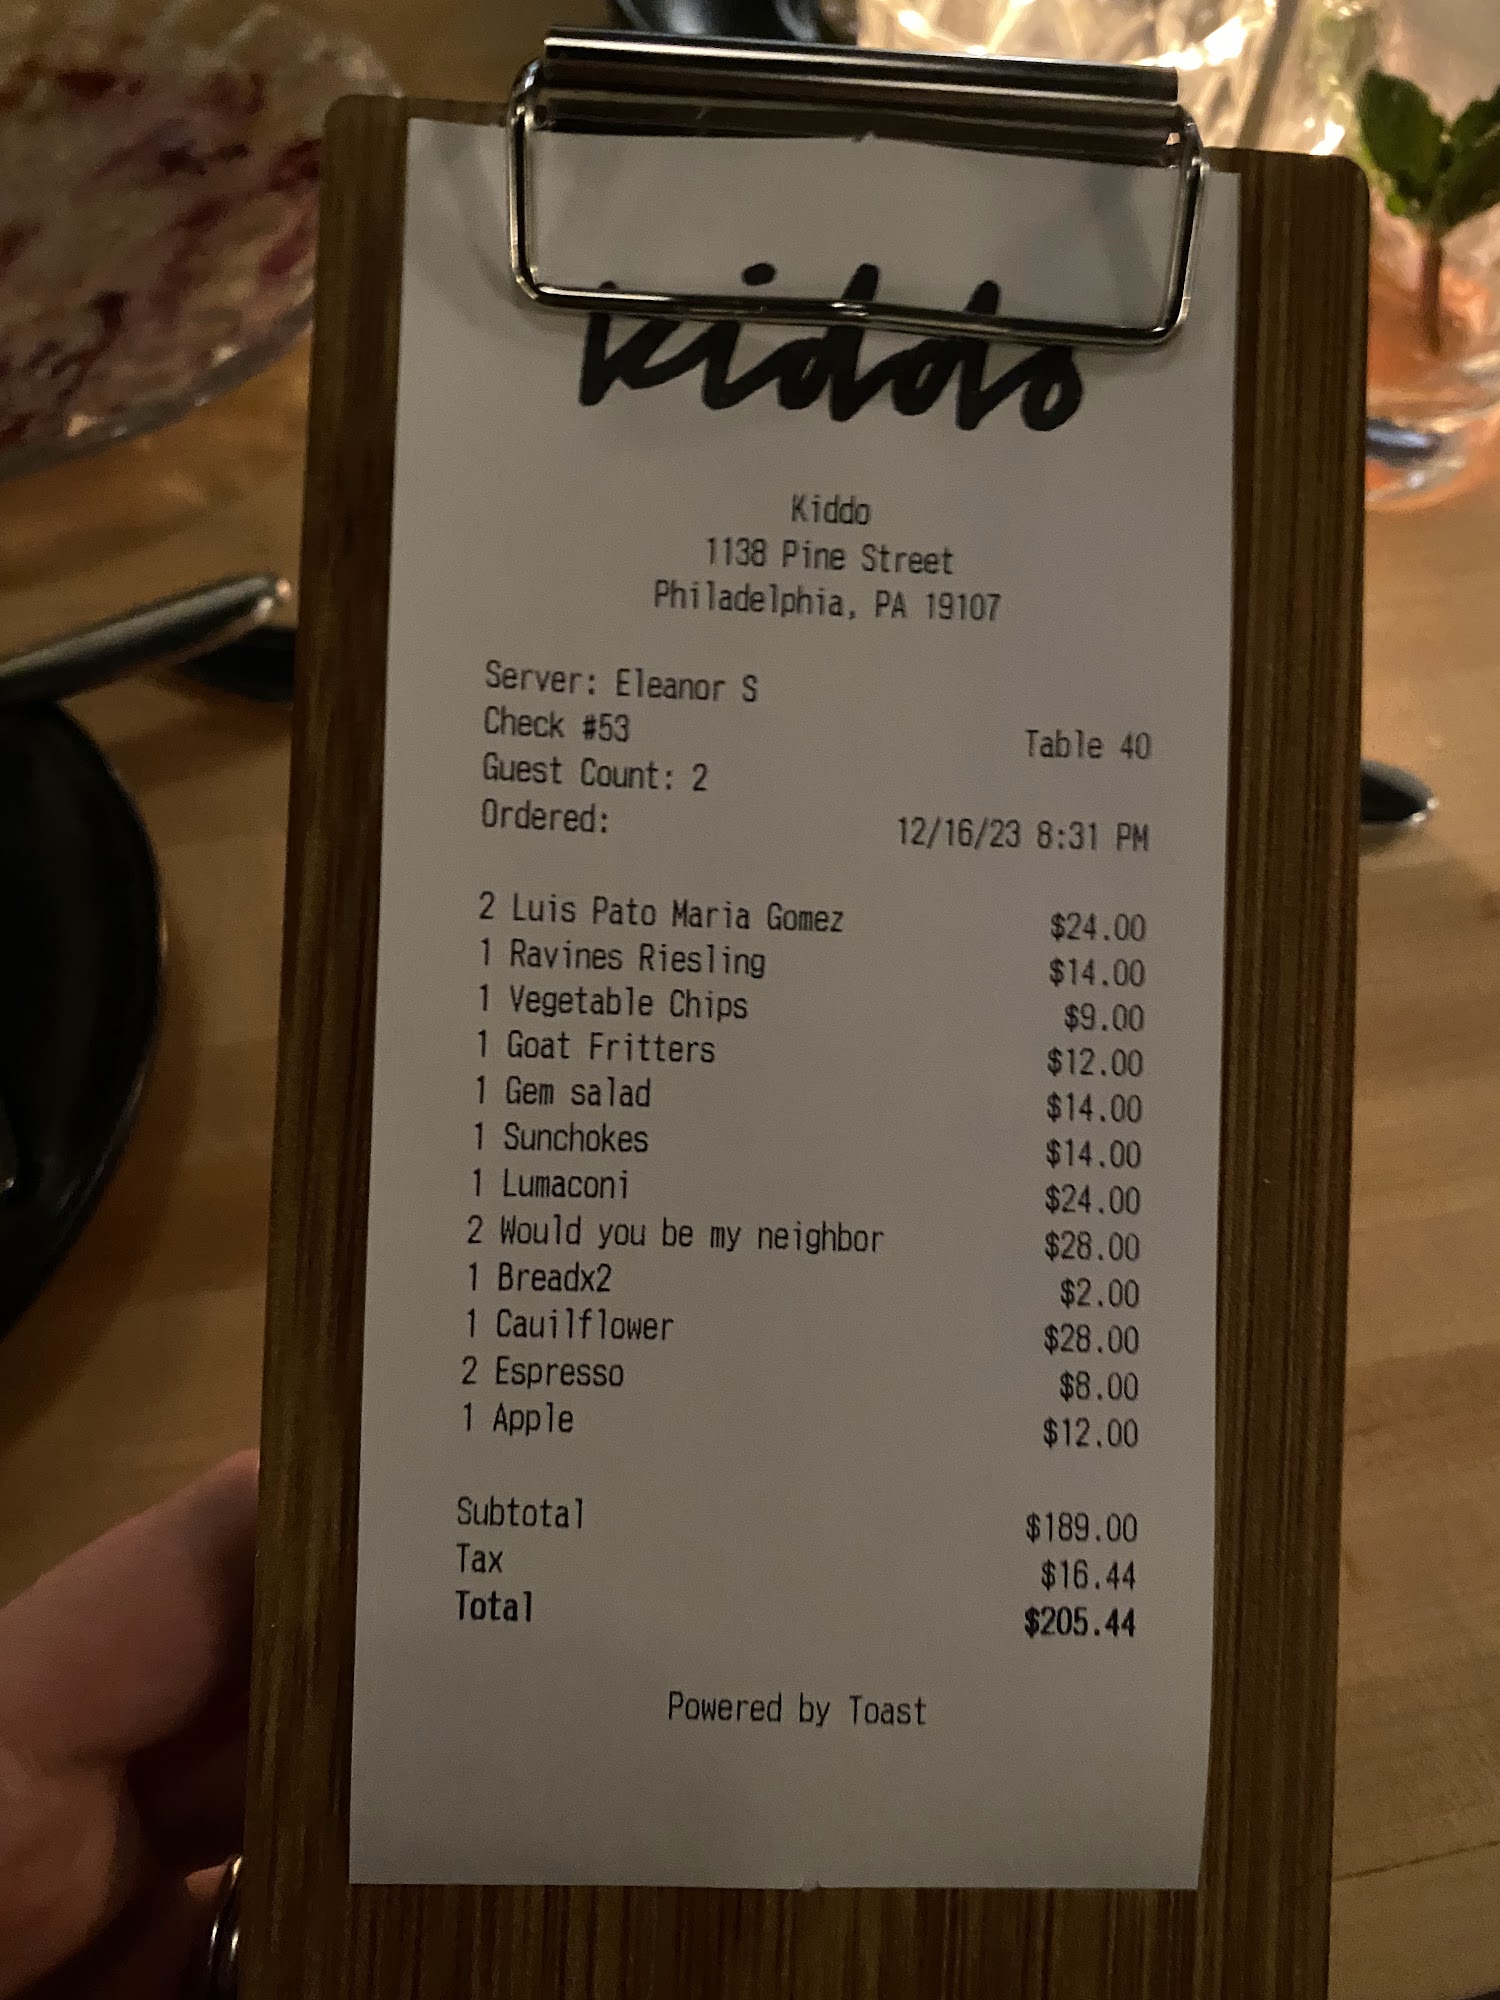 kiddo
Kiddo
1138 Pine Street
Philadelphia, PA 19107
Server: Eleanor S
Check #53 Table 40
Guest Count: 2
Ordered: 12/16/23 8:31 PM
2 Luis Pato Maria Gomez $24.00
1 Ravines Riesling $14.00
1 Vegetable Chips $9.00
1 Goat Fritters $12.00
1 Gem salad $14.00
1 Sunchokes $14.00
1 Lumaconi $24.00
2 Would you be my neighbor $28.00
1 Breadx2 $2.00
1 Cauilflower $28.00
2 Espresso $8.00
1 Apple $12.00
Subtotal $189.00
Tax $16.44
Total $205.44
Powered by Toast